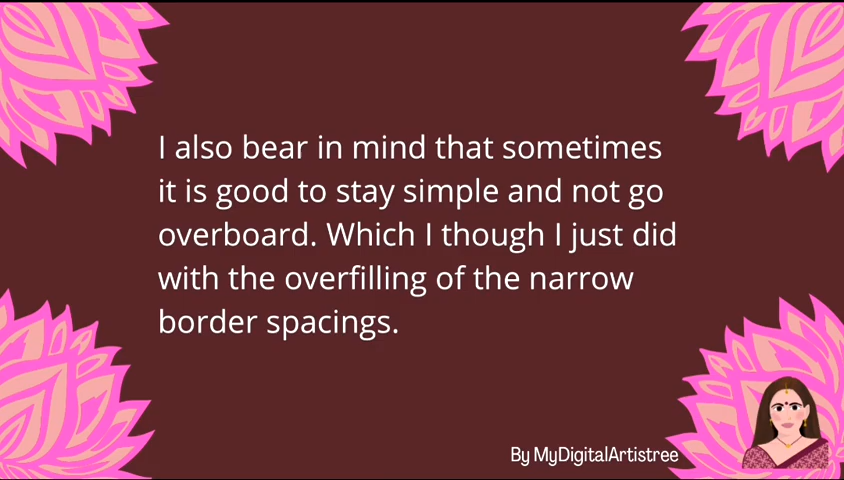 I also bear in mind that sometimes
it is good to stay simple and not go
overboard. Which I though I just did
with the overfilling of the narrow
border spacings.
By MyDigitalArtistree